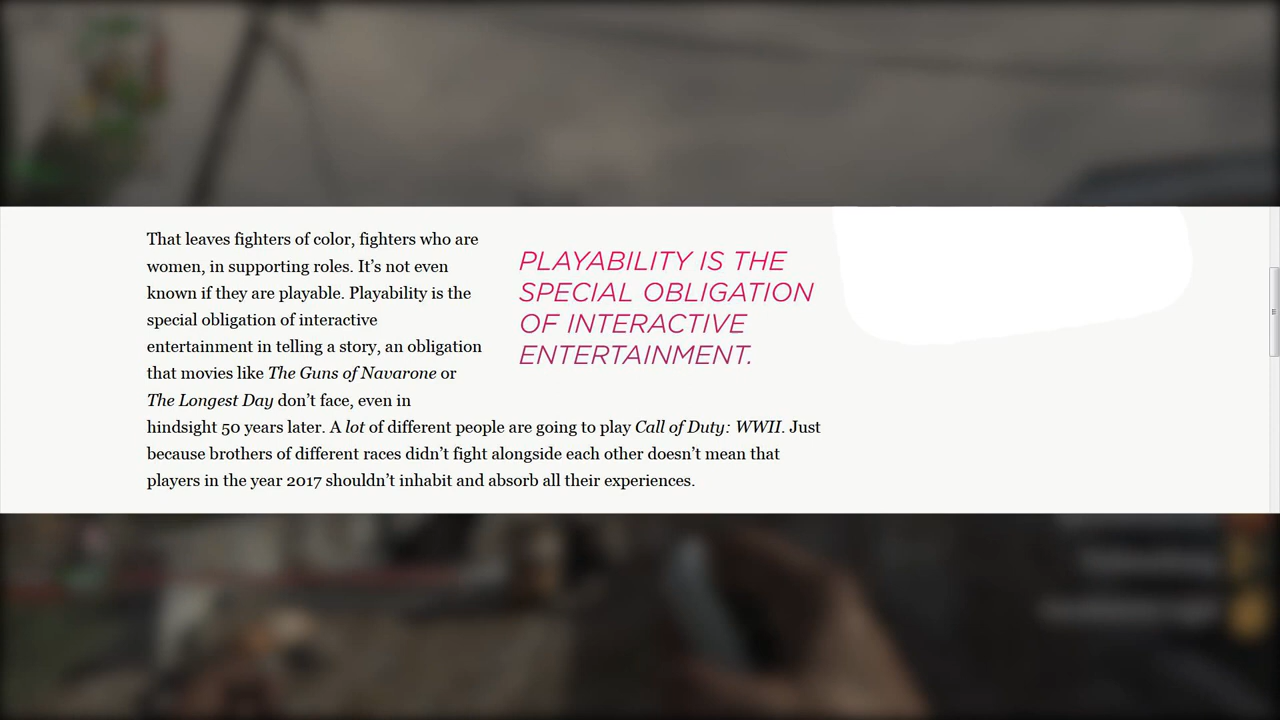 That leaves fighters of color, fighters who are
women, in supporting roles. It’s not even
known if they are playable. Playability is the
special obligation of interactive
entertainment in telling a story, an obligation
that movies like The Guns of Navarone or
The Longest Day don’t face, even in
hindsight 50 years later. A lot of different people are going to play Call of Duty: WWII. Just
because brothers of different races didn’t fight alongside each other doesn’t mean that
players in the year 2017 shouldn’t inhabit and absorb all their experiences.
PLAYABILITY IS THE
SPECIAL OBLIGATION
OF INTERACTIVE
ENTERTAINMENT.